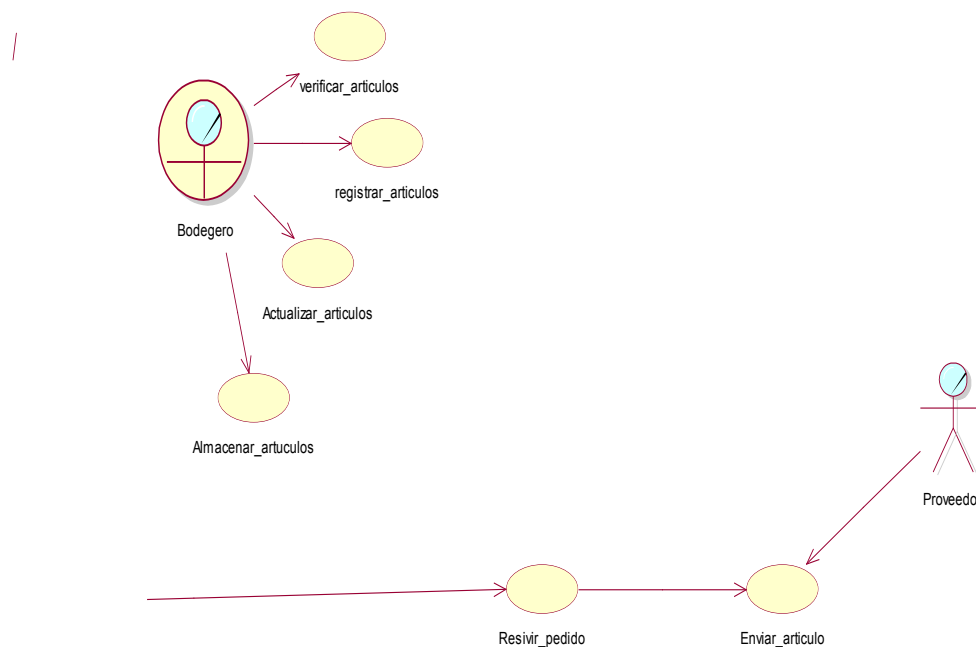 verificar_articulos
registrar_articulos
Bodegero
Actualizar_articulos
Almacenar_artuculos
Proveedo
Resivir_pedido
Enviar_articulo